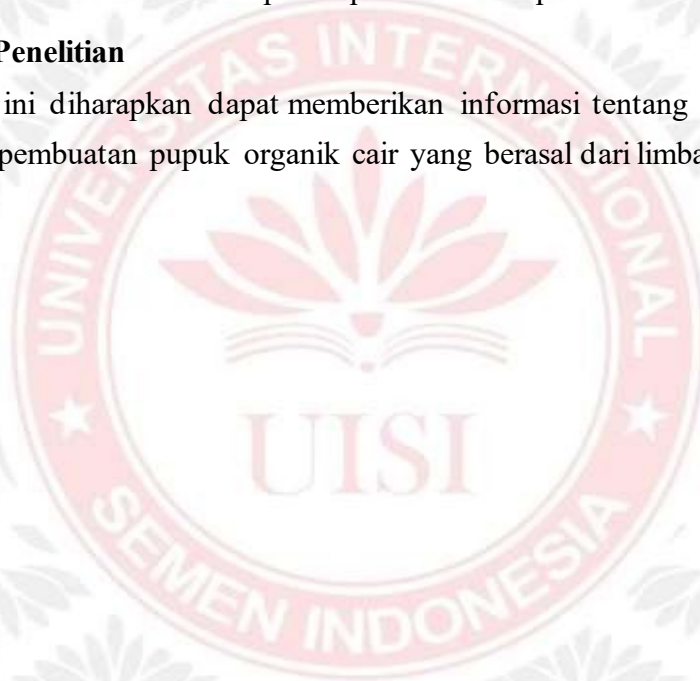 Penelitian
ini diharapkan dapat memberikan informasi tentang
pembuatan pupuk organik cair yang berasal dari
UNIVERSITAS INTERNASIONAL
UISI
SEMEN INDONESIA